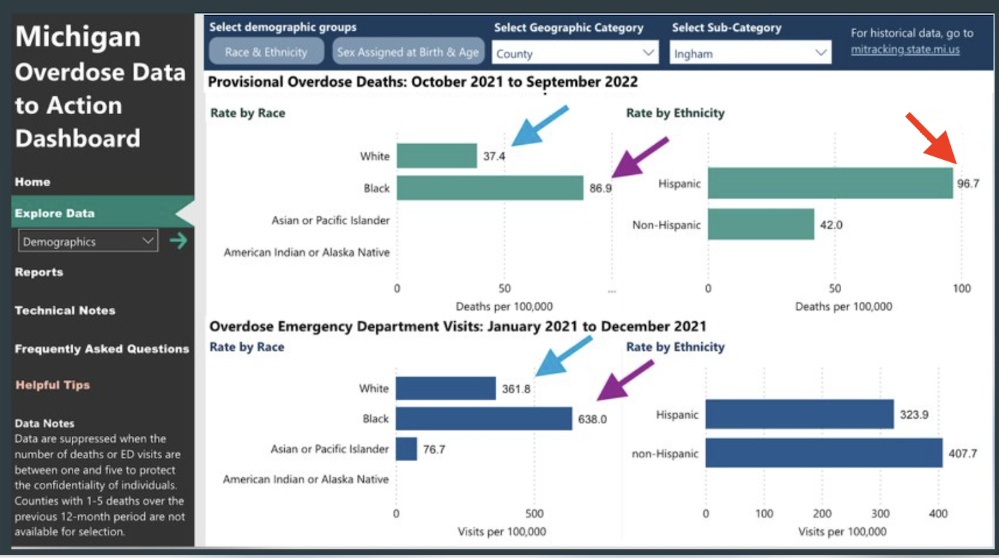 Michigan
Overdose Data
to Action
Dashboard
Home
Explore Data
Demographics
Reports
Technical Notes
Frequently Asked Questions
Helpful Tips
Data Notes
Data are suppressed when the
number of deaths or ED visits are
between one and five to protect
the confidentiality of individuals.
Counties with 1-5 deaths over the
previous 12-month period are not
available for selection.
Select demographic groups
Race & Ethnicity
Sex Assigned at Birth & Age
Select Geographic Category
County
Select Sub-Category
Ingham
For historical data, go to
mitracking.state.mi.us
Provisional Overdose Deaths: October 2021 to September 2022
Rate by Race
White 37.4
Black 86.9
Asian or Pacific Islander
American Indian or Alaska Native
0 50 ...
Deaths per 100,000
Rate by Ethnicity
Hispanic 96.7
Non-Hispanic 42.0
0 50 100
Deaths per 100,000
Overdose Emergency Department Visits: January 2021 to December 2021
Rate by Race
White 361.8
Black 638.0
Asian or Pacific Islander 76.7
American Indian or Alaska Native
0 500
Visits per 100,000
Rate by Ethnicity
Hispanic 323.9
non-Hispanic 407.7
0 100 200 300 400
Visits per 100,000